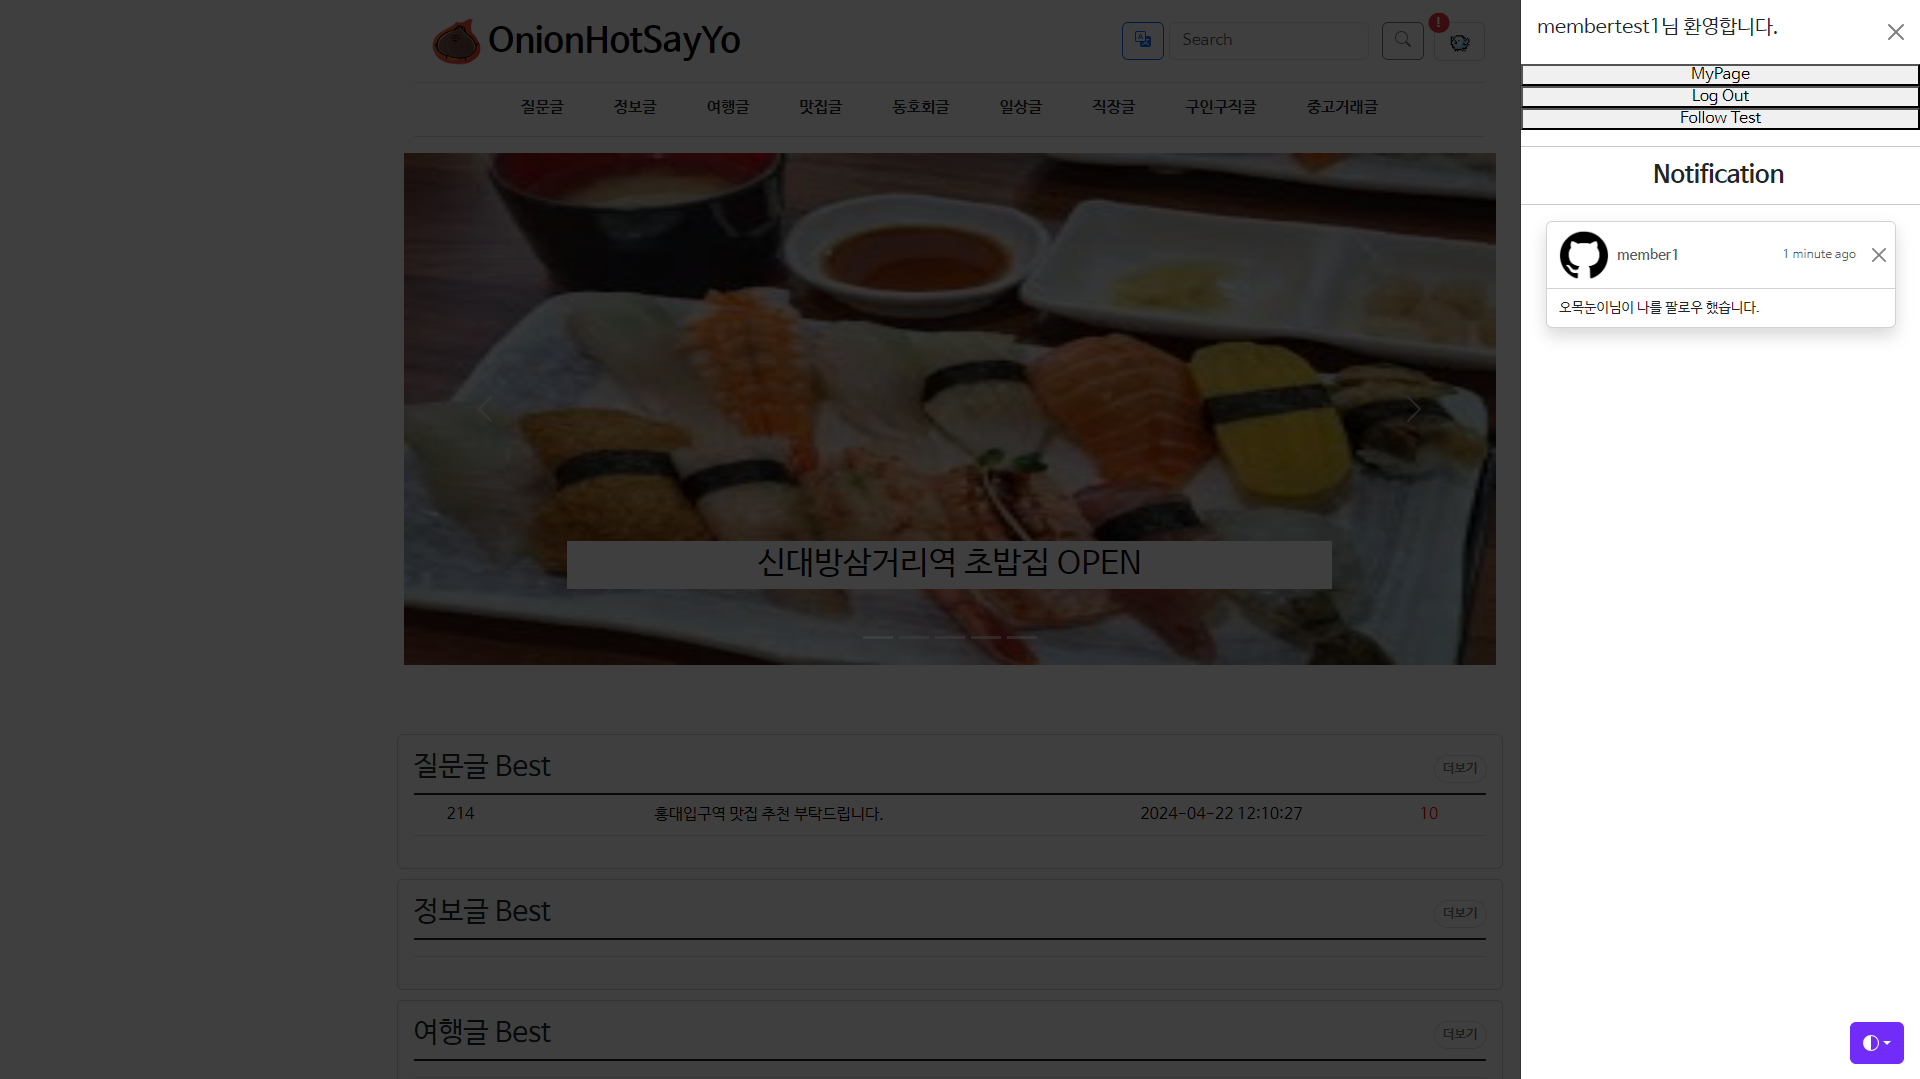 OnionHotSayYo
Search
!
질문글 정보글 여행글 맛집글 동호회글 일상글 직장글 구인구직글 중고거래글
신대방삼거리역 초밥집 OPEN
질문글 Best 더보기
214 홍대입구역 맛집 추천 부탁드립니다. 2024-04-22 12:10:27 10
정보글 Best 더보기
여행글 Best 더보기
membertest1님 환영합니다.
MyPage
Log Out
Follow Test
Notification
member1 1 minute ago
오목눈이님이 나를 팔로우 했습니다.